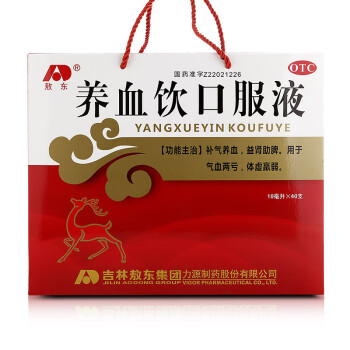 国药准字Z22021226
OTC
敖东
养血饮口服液
YANGXUEYIN KOUFUYE
【功能主治】补气养血，益肾助脾。用于
气血两亏，体虚羸弱。
10毫升×40支
吉林敖东集团力源制药股份有限公司
JILIN AODONG GROUP VIGOR PHARMACEUTICAL CO., LTD.